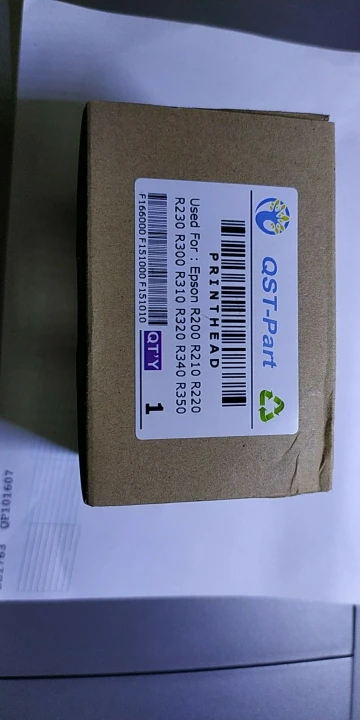 QST-Part
PRINTHEAD
Used For : Epson R200 R210 R220
R230 R300 R310 R320 R340 R350
F166000 F151000 F151010
QT'Y
1
QP101607